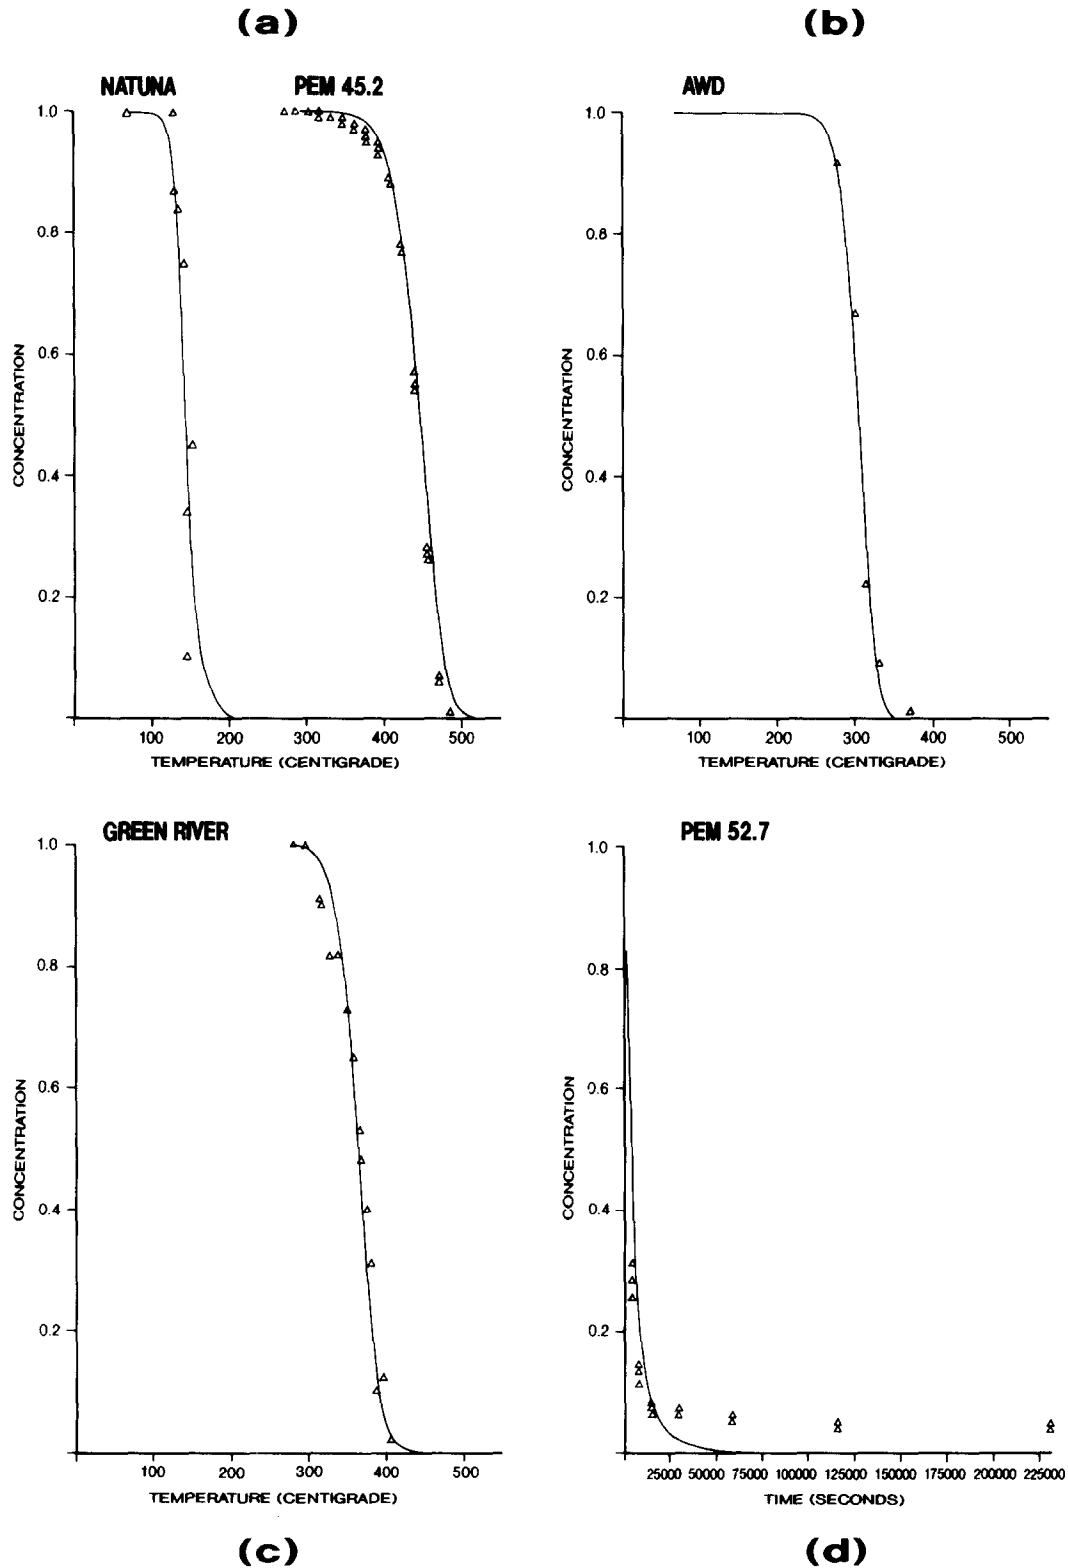 (a)
(b)
NATUNA
PEM 45.2
1.0
0.8
0.6
0.4
0.2
CONCENTRATION
100 200 300 400 500
TEMPERATURE (CENTIGRADE)
AWD
1.0
0.8
0.6
0.4
0.2
CONCENTRATION
100 200 300 400 500
TEMPERATURE (CENTIGRADE)
GREEN RIVER
1.0
0.8
0.6
0.4
0.2
CONCENTRATION
100 200 300 400 500
TEMPERATURE (CENTIGRADE)
PEM 52.7
1.0
0.8
0.6
0.4
0.2
CONCENTRATION
25000 50000 75000 100000 125000 150000 175000 200000 225000
TIME (SECONDS)
(c)
(d)